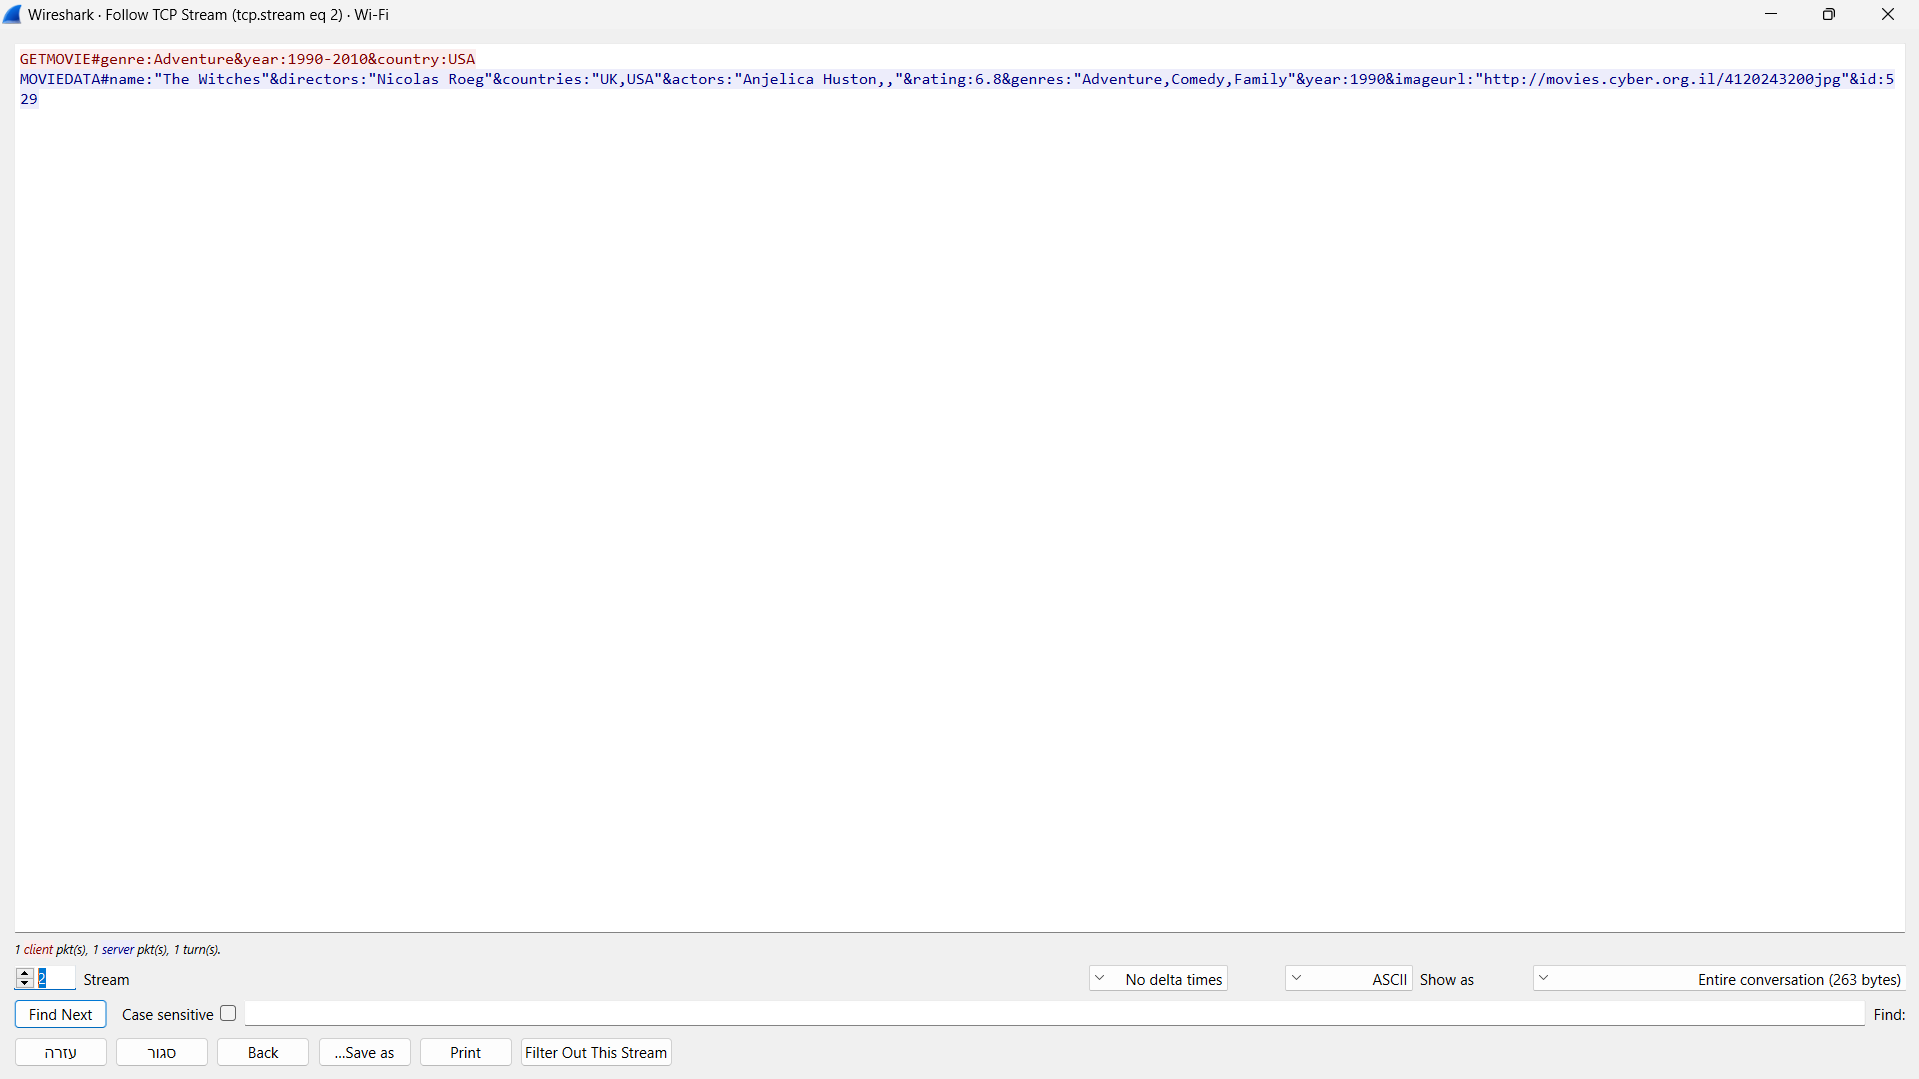 Wireshark · Follow TCP Stream (tcp.stream eq 2) · Wi-Fi
GETMOVIE#genre:Adventure&year:1990-2010&country:USA
MOVIEDATA#name:"The Witches"&directors:"Nicolas Roeg"&countries:"UK,USA"&actors:"Anjelica Huston,,"&rating:6.8&genres:"Adventure,Comedy,Family"&year:1990&imageurl:"http://movies.cyber.org.il/4120243200jpg"&id:5
29
1 client pkt(s), 1 server pkt(s), 1 turn(s).
2 Stream No delta times ASCII Show as Entire conversation (263 bytes)
Find Next Case sensitive Find:
עזרה סגור Back ...Save as Print Filter Out This Stream